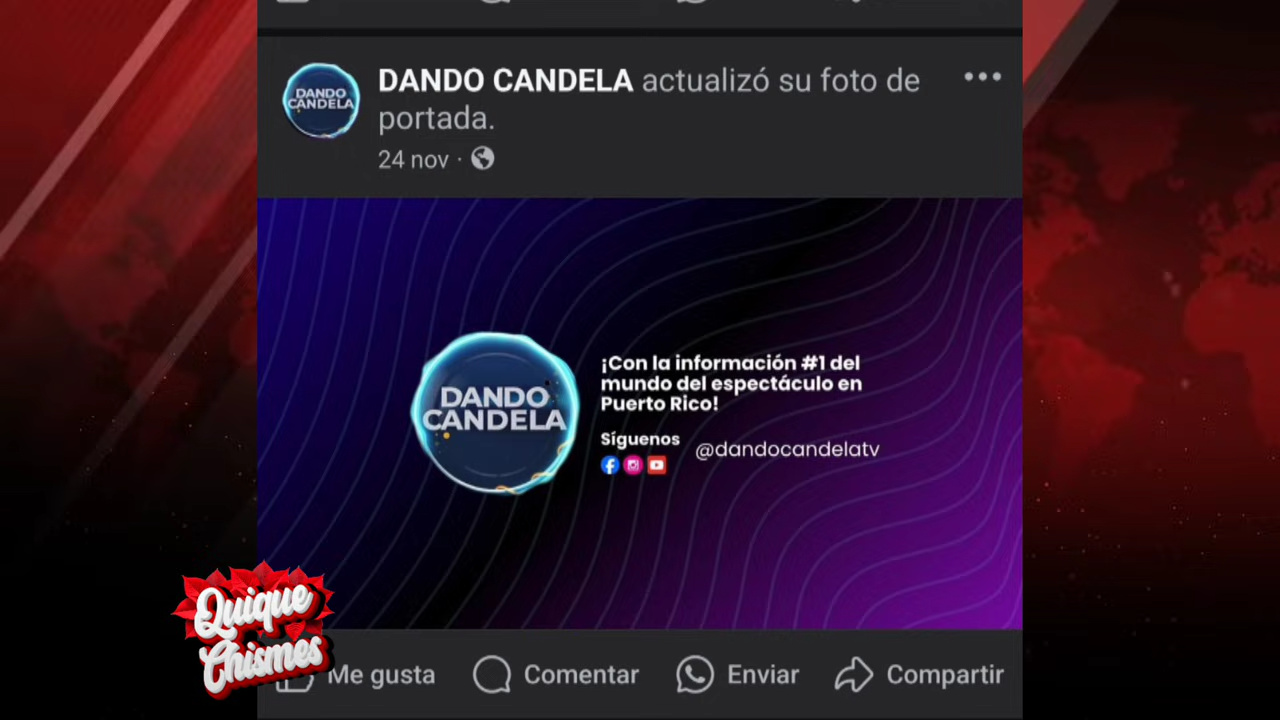 DANDO CANDELA actualizó su foto de
portada.
24 nov ·
DANDO
CANDELA
DANDO
CANDELA
¡Con la información #1 del
mundo del espectáculo en
Puerto Rico!
Síguenos
@dandocandelatv
Quique
Chismes
Me gusta
Comentar
Enviar
Compartir